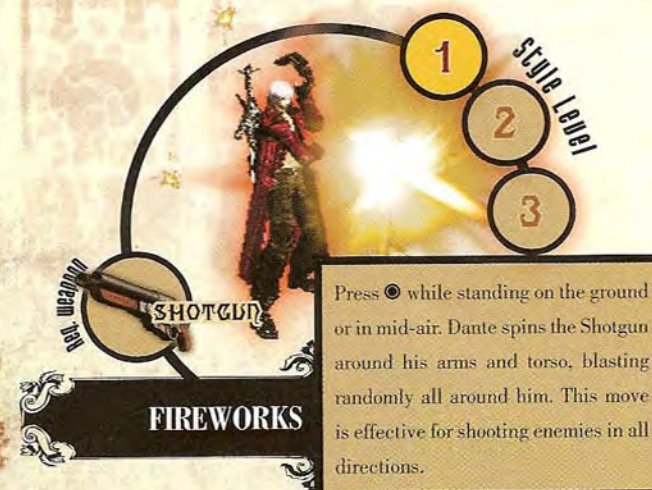 1
Style Level
2
3
Req. Weapon
SHOTGUN
FIREWORKS
Press ◉ while standing on the ground
or in mid-air. Dante spins the Shotgun
around his arms and torso, blasting
randomly all around him. This move
is effective for shooting enemies in all
directions.